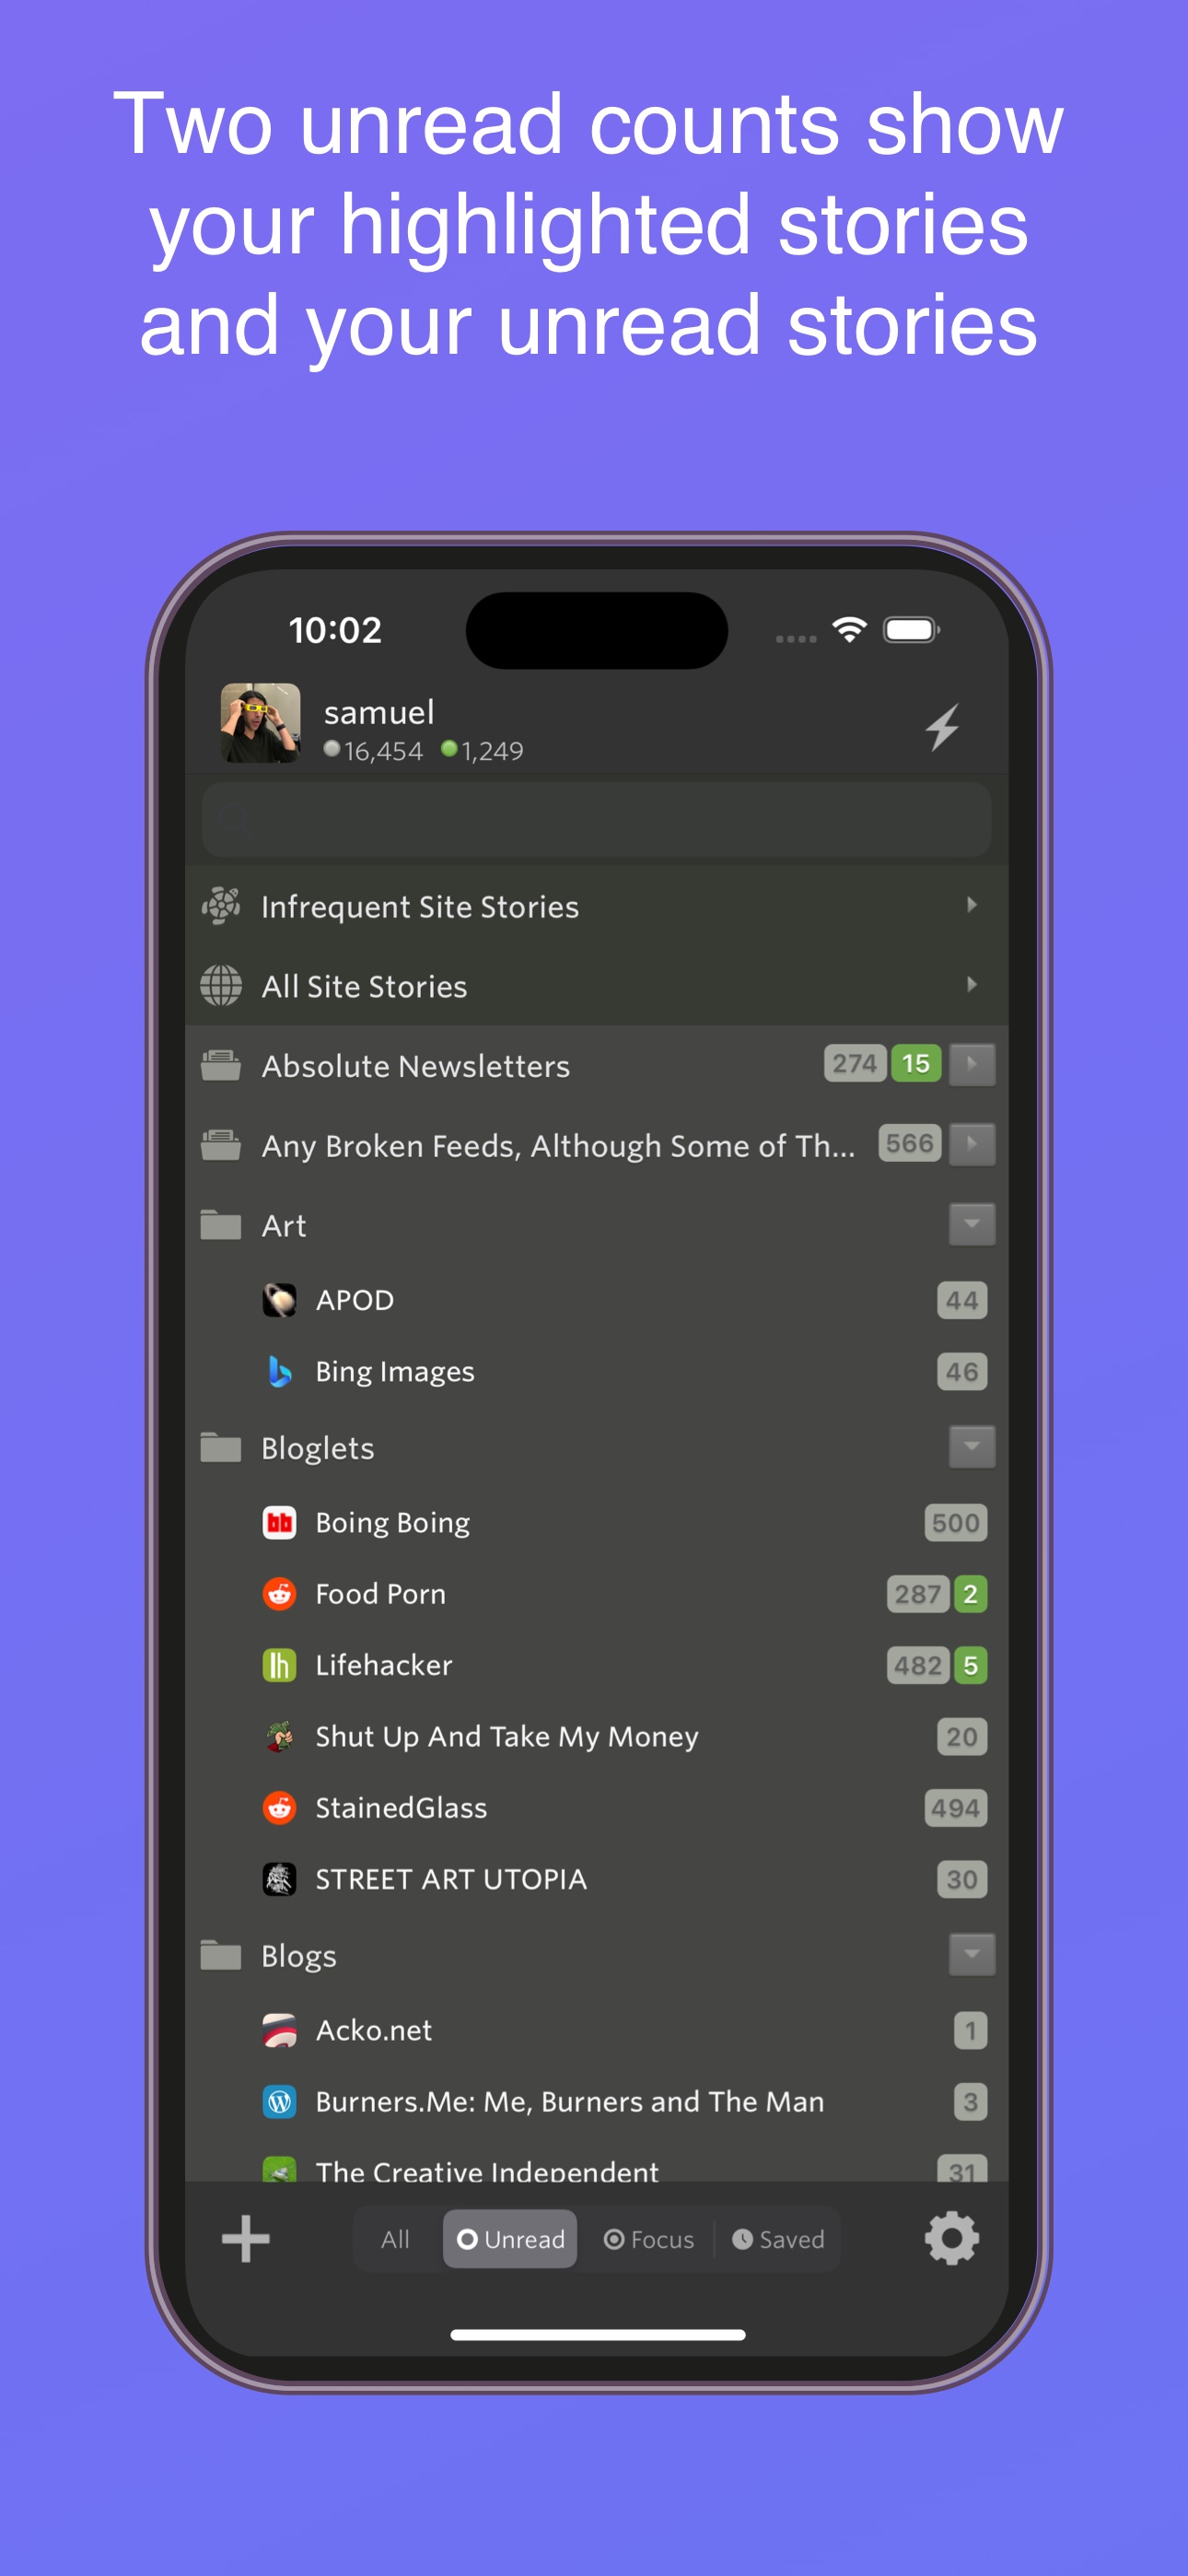 Two unread counts show
your highlighted stories
and your unread stories
10:02
samuel
16,454 1,249
Infrequent Site Stories
All Site Stories
Absolute Newsletters 274 15
Any Broken Feeds, Although Some of Th... 566
Art
APOD 44
Bing Images 46
Bloglets
bb Boing Boing 500
Food Porn 287 2
lh Lifehacker 482 5
Shut Up And Take My Money 20
StainedGlass 494
STREET ART UTOPIA 30
Blogs
Acko.net 1
Burners.Me: Me, Burners and The Man 3
The Creative Independent 31
All Unread Focus Saved